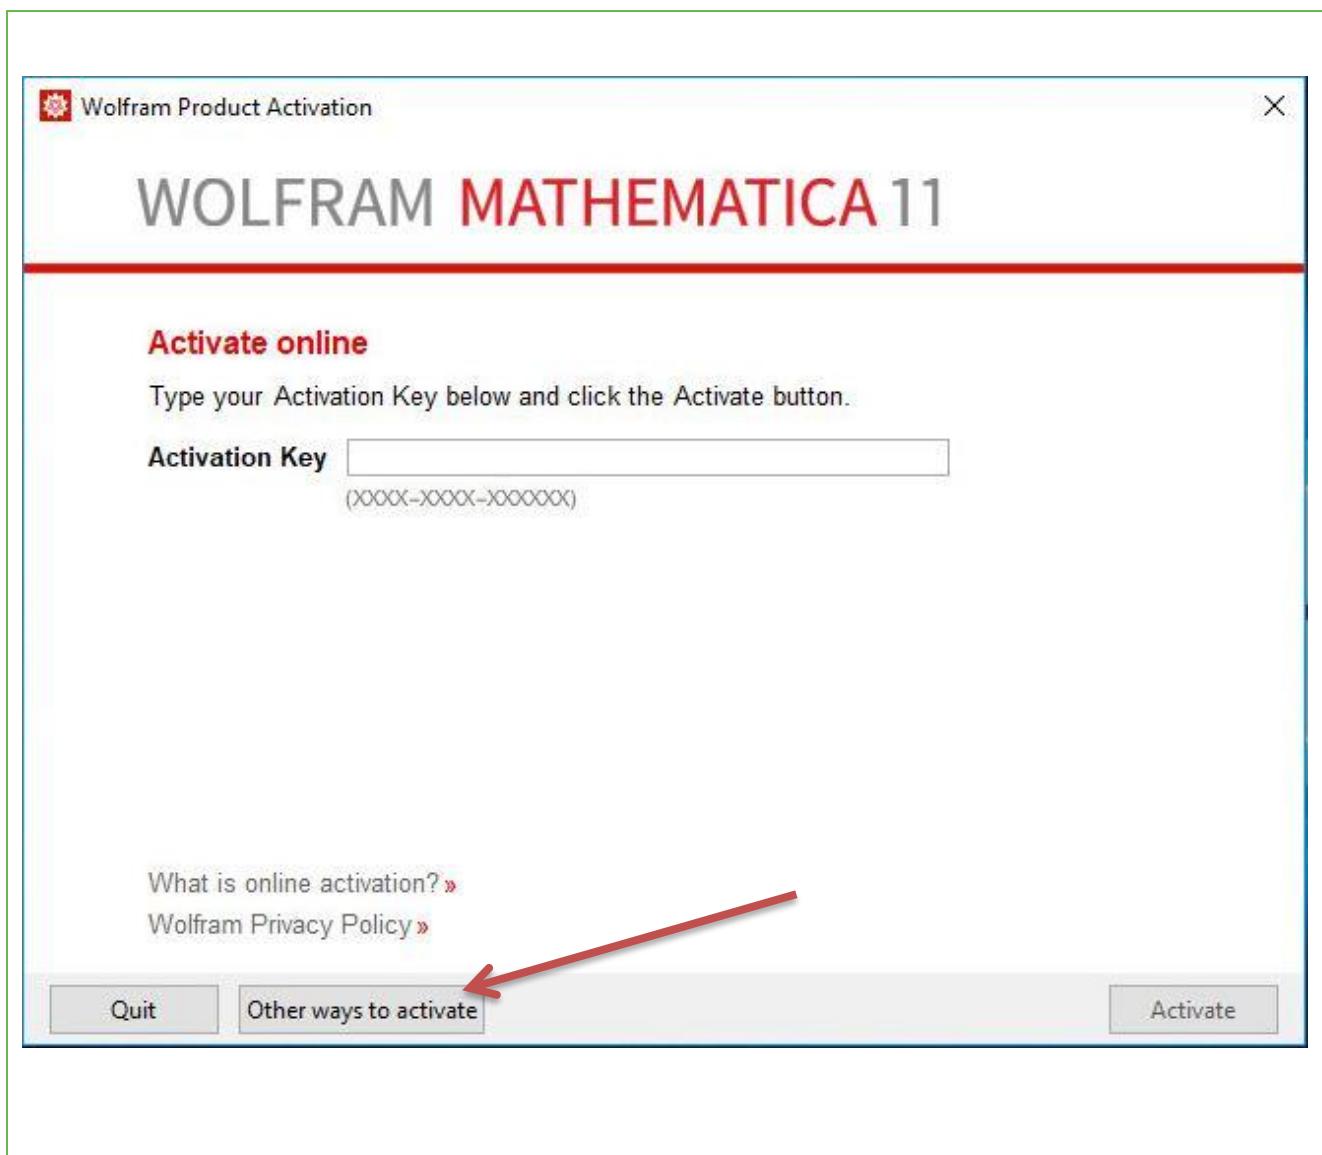 Wolfram Product Activation
WOLFRAM MATHEMATICA 11
Activate online
Type your Activation Key below and click the Activate button.
Activation Key
(XXXX-XXXX-XXXXXX)
What is online activation? »
Wolfram Privacy Policy »
Quit Other ways to activate Activate